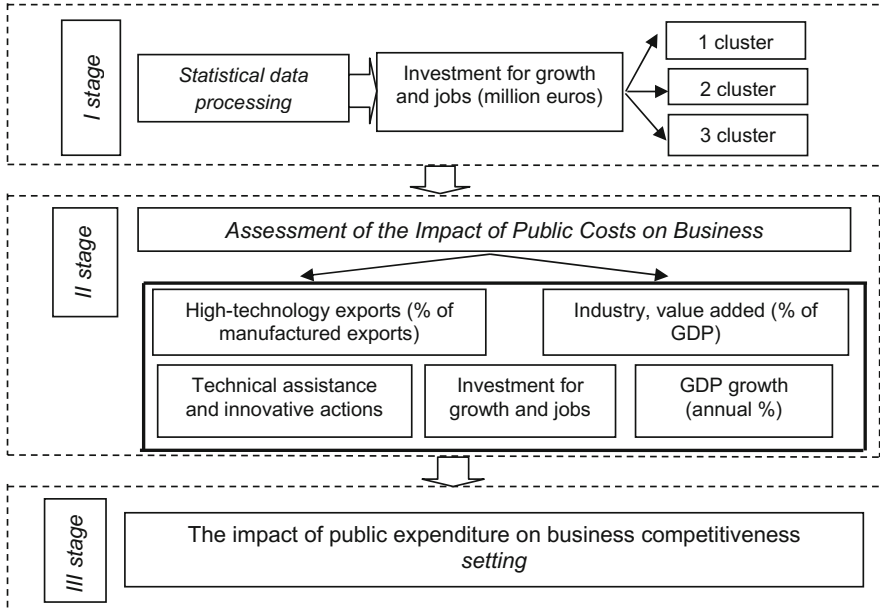 I stage
Statistical data
processing
Investment for growth
and jobs (million euros)
1 cluster
2 cluster
3 cluster
II stage
Assessment of the Impact of Public Costs on Business
High-technology exports (% of
manufactured exports)
Industry, value added (% of
GDP)
Technical assistance
and innovative actions
Investment for
growth and jobs
GDP growth
(annual %)
III stage
The impact of public expenditure on business competitiveness
setting